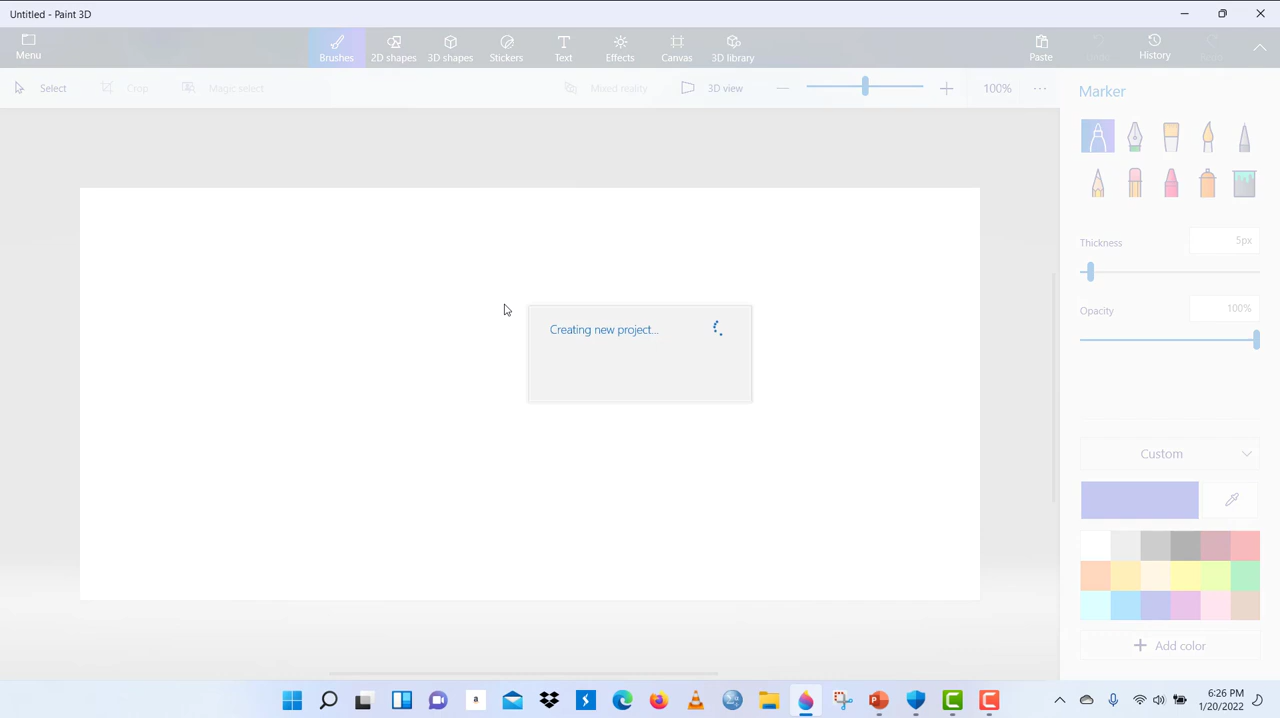 Untitled - Paint 3D
Menu
Brushes
2D shapes
3D shapes
Stickers
Text
Effects
Canvas
3D library
Paste
History
Select
Crop
Magic select
Mixed reality
3D view
100%
Marker
Thickness
5px
Opacity
100%
Creating new project...
Custom
Add color
a
6:26 PM
1/20/2022